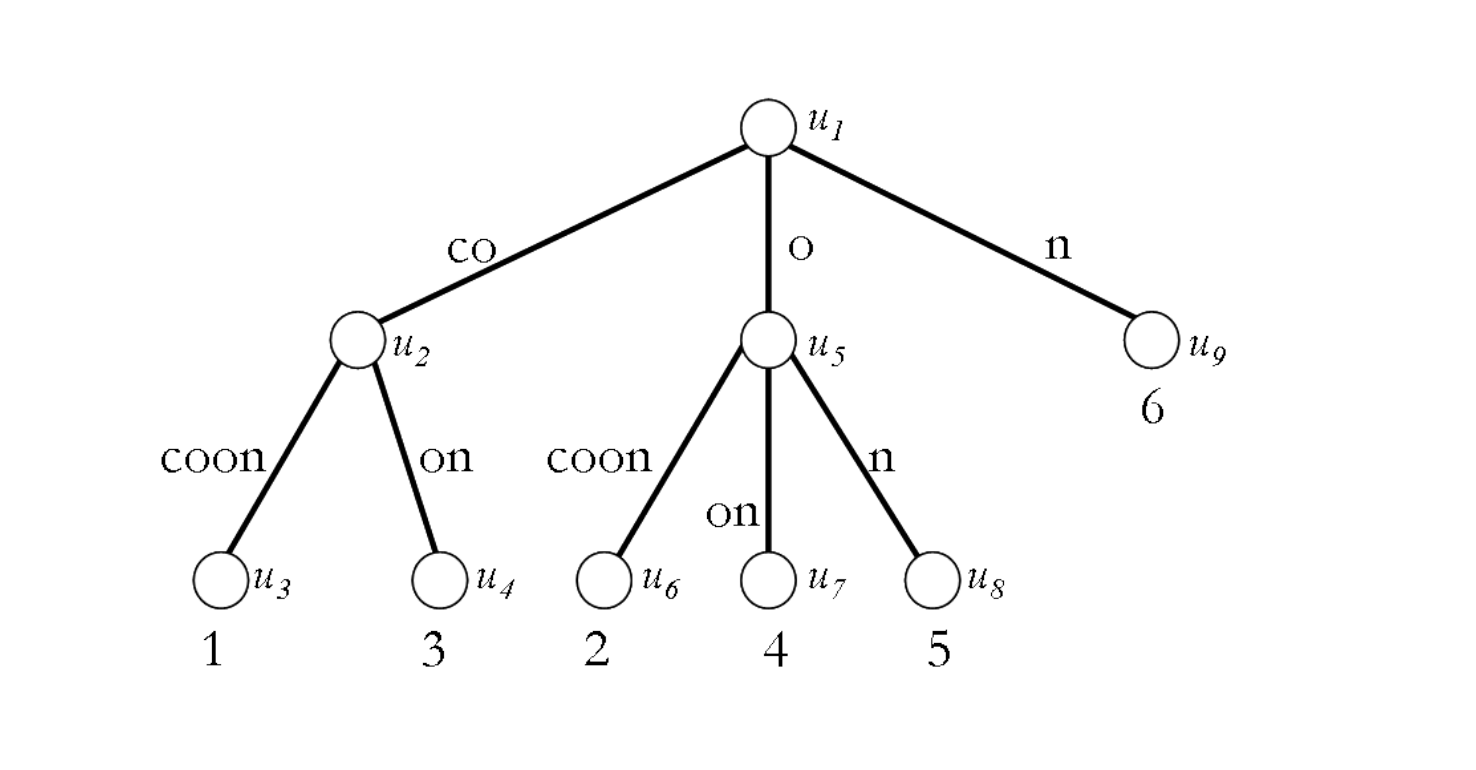 u1
co o n
u2 u5 u9
6
coon on coon on n
u3 u4 u6 u7 u8
1 3 2 4 5